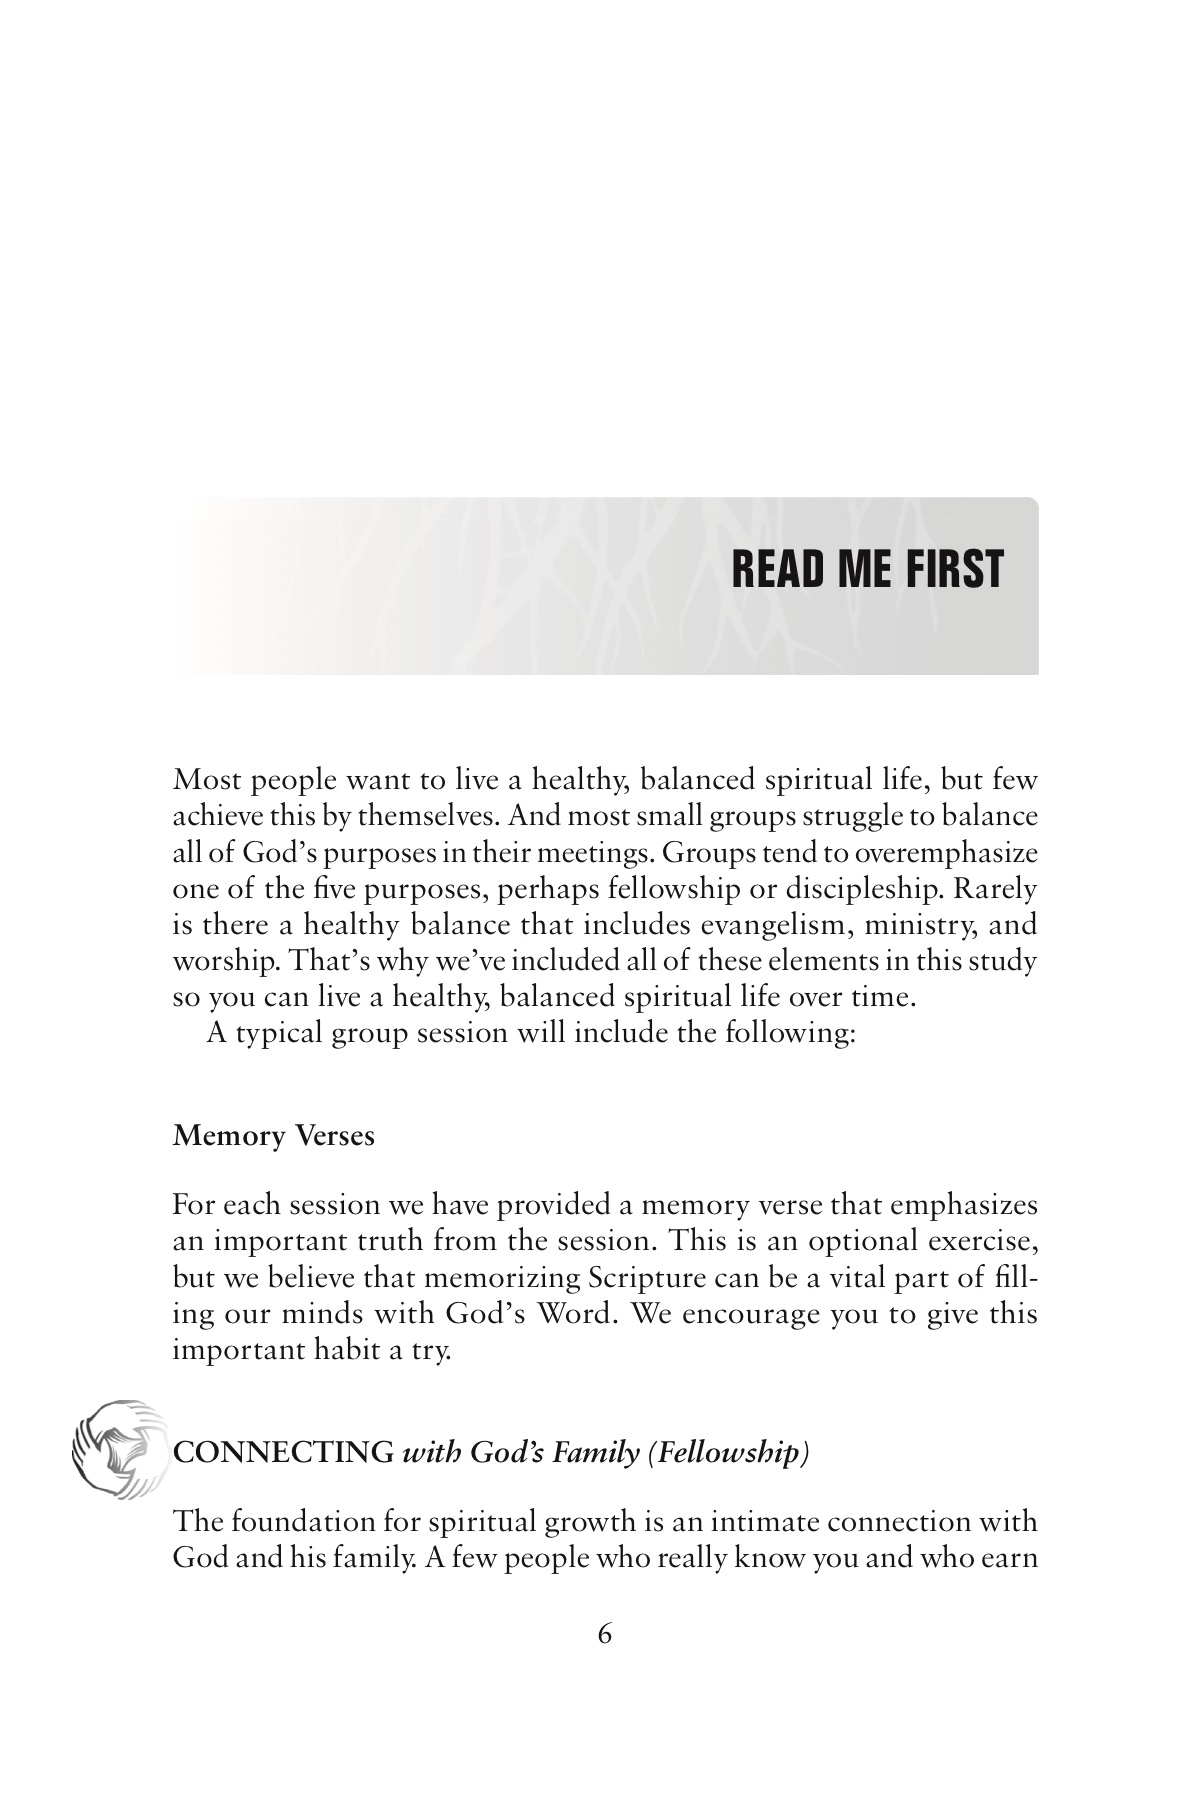 READ ME FIRST
Most people want to live a healthy, balanced spiritual life, but few
achieve this by themselves. And most small groups struggle to balance
all of God’s purposes in their meetings. Groups tend to overemphasize
one of the five purposes, perhaps fellowship or discipleship. Rarely
is there a healthy balance that includes evangelism, ministry, and
worship. That’s why we’ve included all of these elements in this study
so you can live a healthy, balanced spiritual life over time.
A typical group session will include the following:
Memory Verses
For each session we have provided a memory verse that emphasizes
an important truth from the session. This is an optional exercise,
but we believe that memorizing Scripture can be a vital part of fill-
ing our minds with God’s Word. We encourage you to give this
important habit a try.
CONNECTING with God’s Family (Fellowship)
The foundation for spiritual growth is an intimate connection with
God and his family. A few people who really know you and who earn
6